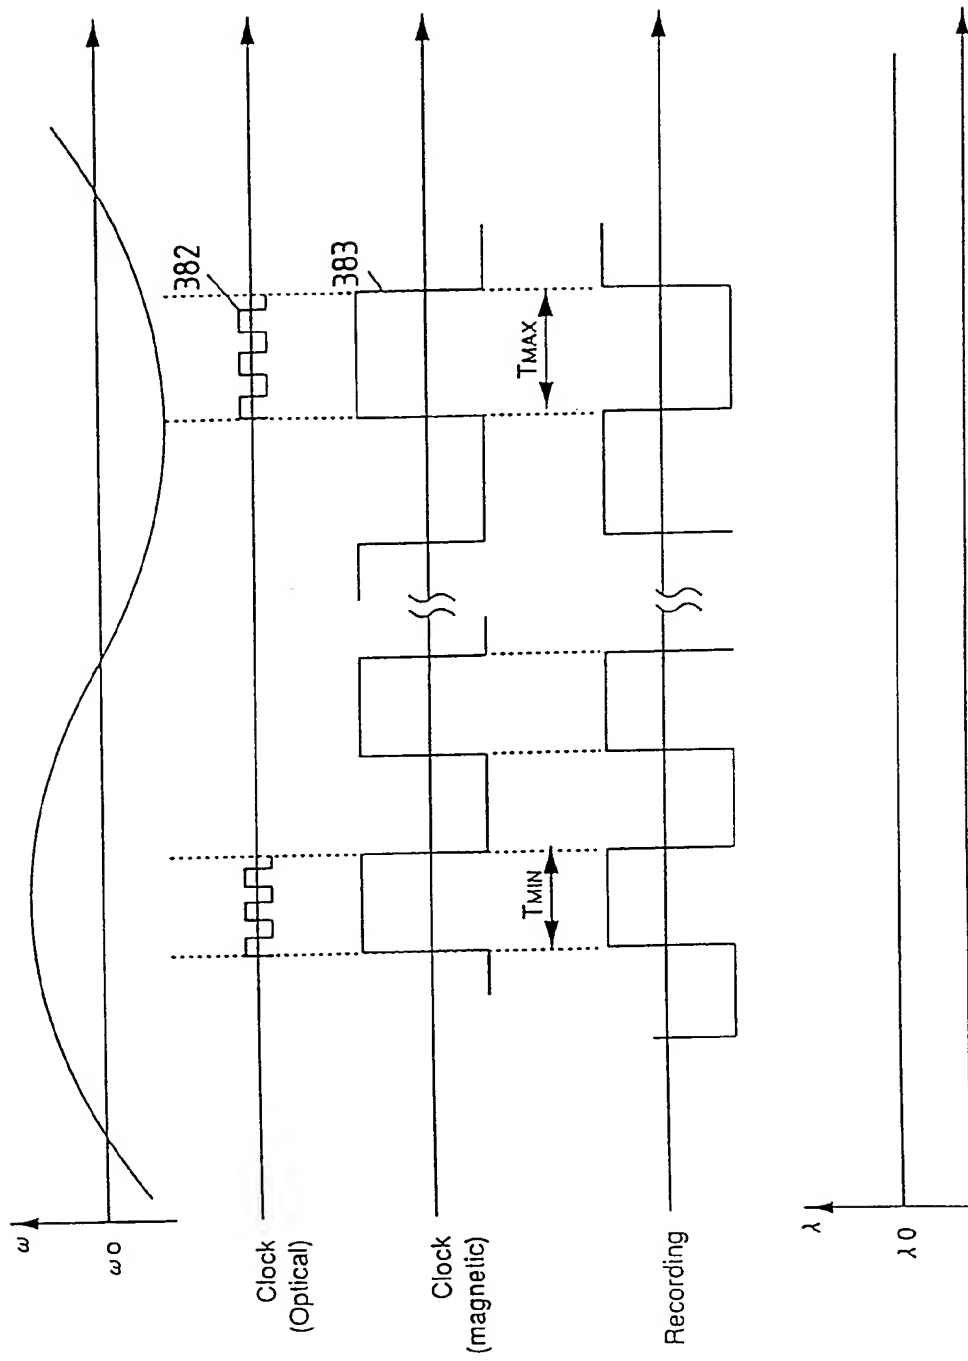 ω
ω0
382
Clock
(Optical)
383
Clock
(magnetic)
TMIN
TMAX
Recording
λ
λ0